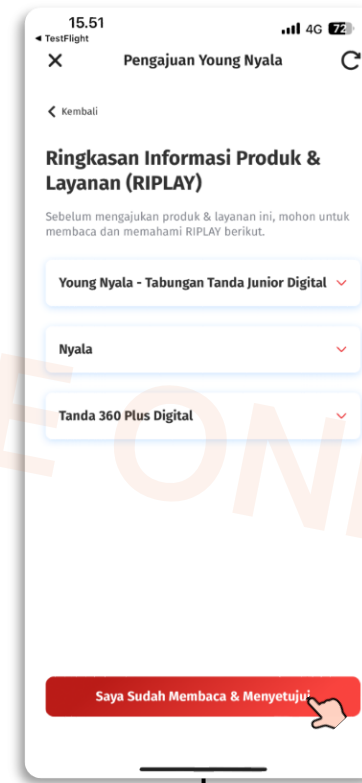 15.51
4G 72
◄ TestFlight
Pengajuan Young Nyala
Kembali
Ringkasan Informasi Produk &
Layanan (RIPLAY)
Sebelum mengajukan produk & layanan ini, mohon untuk
membaca dan memahami RIPLAY berikut.
Young Nyala - Tabungan Tanda Junior Digital
Nyala
Tanda 360 Plus Digital
E ON
Saya Sudah Membaca & Menyetujui